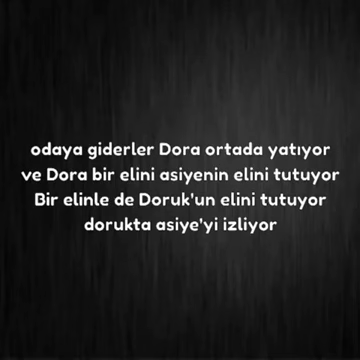 odaya giderler Dora ortada yatıyor
ve Dora bir elini asiyenin elini tutuyor
Bir elinle de Doruk'un elini tutuyor
dorukta asiye'yi izliyor